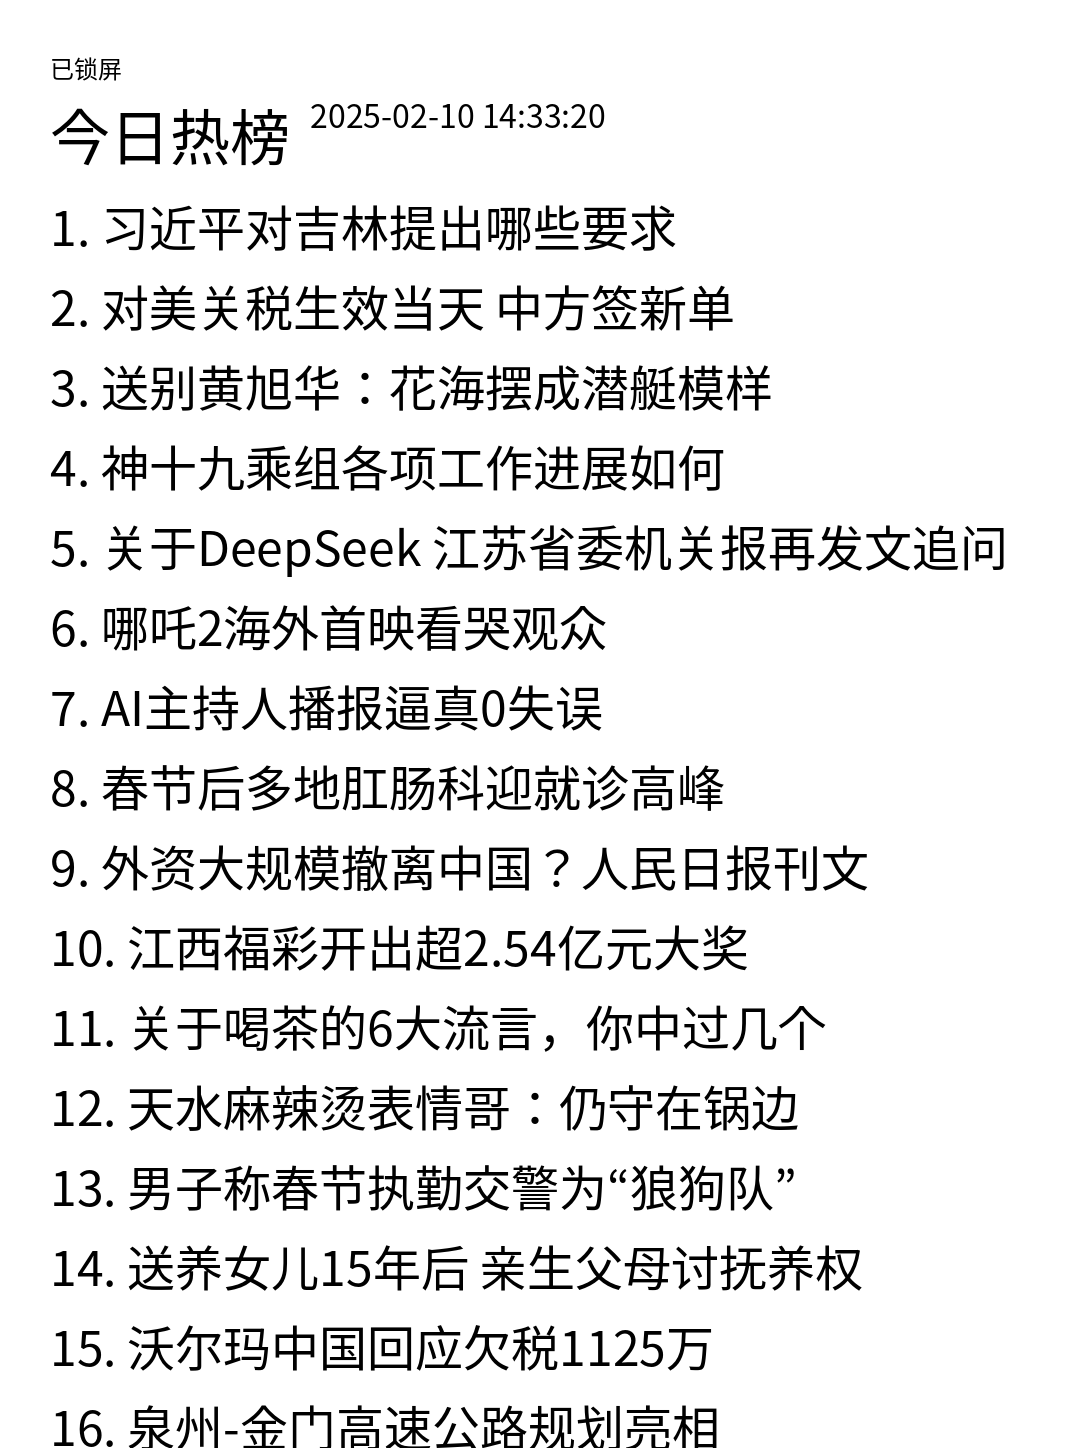 已锁屏
今日热榜 2025-02-10 14:33:20
1. 习近平对吉林提出哪些要求
2. 对美关税生效当天 中方签新单
3. 送别黄旭华：花海摆成潜艇模样
4. 神十九乘组各项工作进展如何
5. 关于DeepSeek 江苏省委机关报再发文追问
6. 哪吒2海外首映看哭观众
7. AI主持人播报逼真0失误
8. 春节后多地肛肠科迎就诊高峰
9. 外资大规模撤离中国？人民日报刊文
10. 江西福彩开出超2.54亿元大奖
11. 关于喝茶的6大流言，你中过几个
12. 天水麻辣烫表情哥：仍守在锅边
13. 男子称春节执勤交警为“狼狗队”
14. 送养女儿15年后 亲生父母讨抚养权
15. 沃尔玛中国回应欠税1125万
16. 泉州-金门高速公路规划亮相